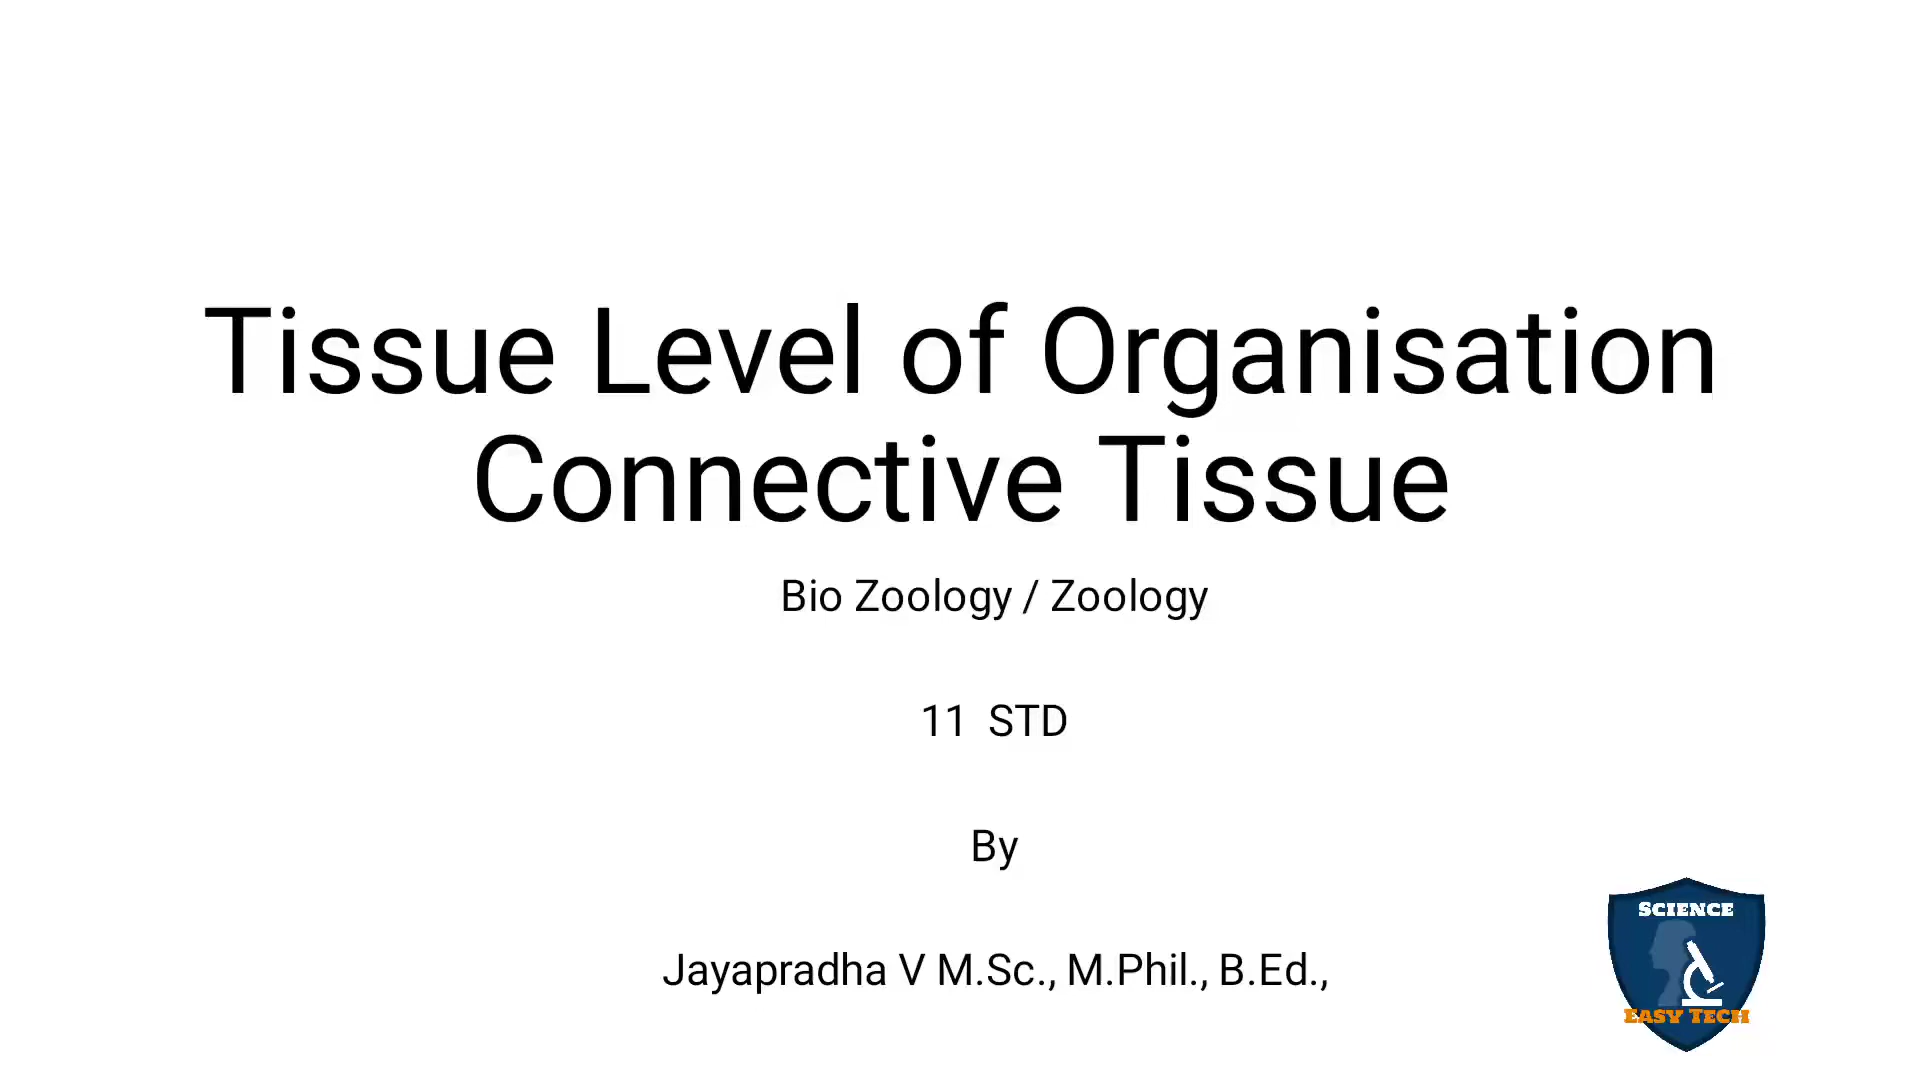 Tissue Level of Organisation
Connective Tissue
Bio Zoology / Zoology
11 STD
By
Jayapradha V M.Sc., M.Phil., B.Ed.,
SCIENCE
EASY TECH